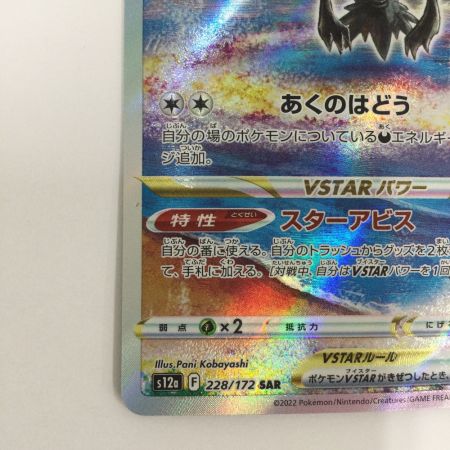 あくのはどう
自分の場のポケモンについているエネルギー
ジ追加。
VSTARパワー
特性 とくせい スターアビス
自分の番に使える。自分のトラッシュからグッズを2枚
て、手札に加える。[対戦中、自分はVSTARパワーを1回
弱点 ×2 抵抗力 にげる
Illus. Pani Kobayashi
VSTARルール
s12a F 228/172 SAR
ポケモンVSTARがきぜつしたとき、
©2022 Pokémon/Nintendo/Creatures/GAME FREAK